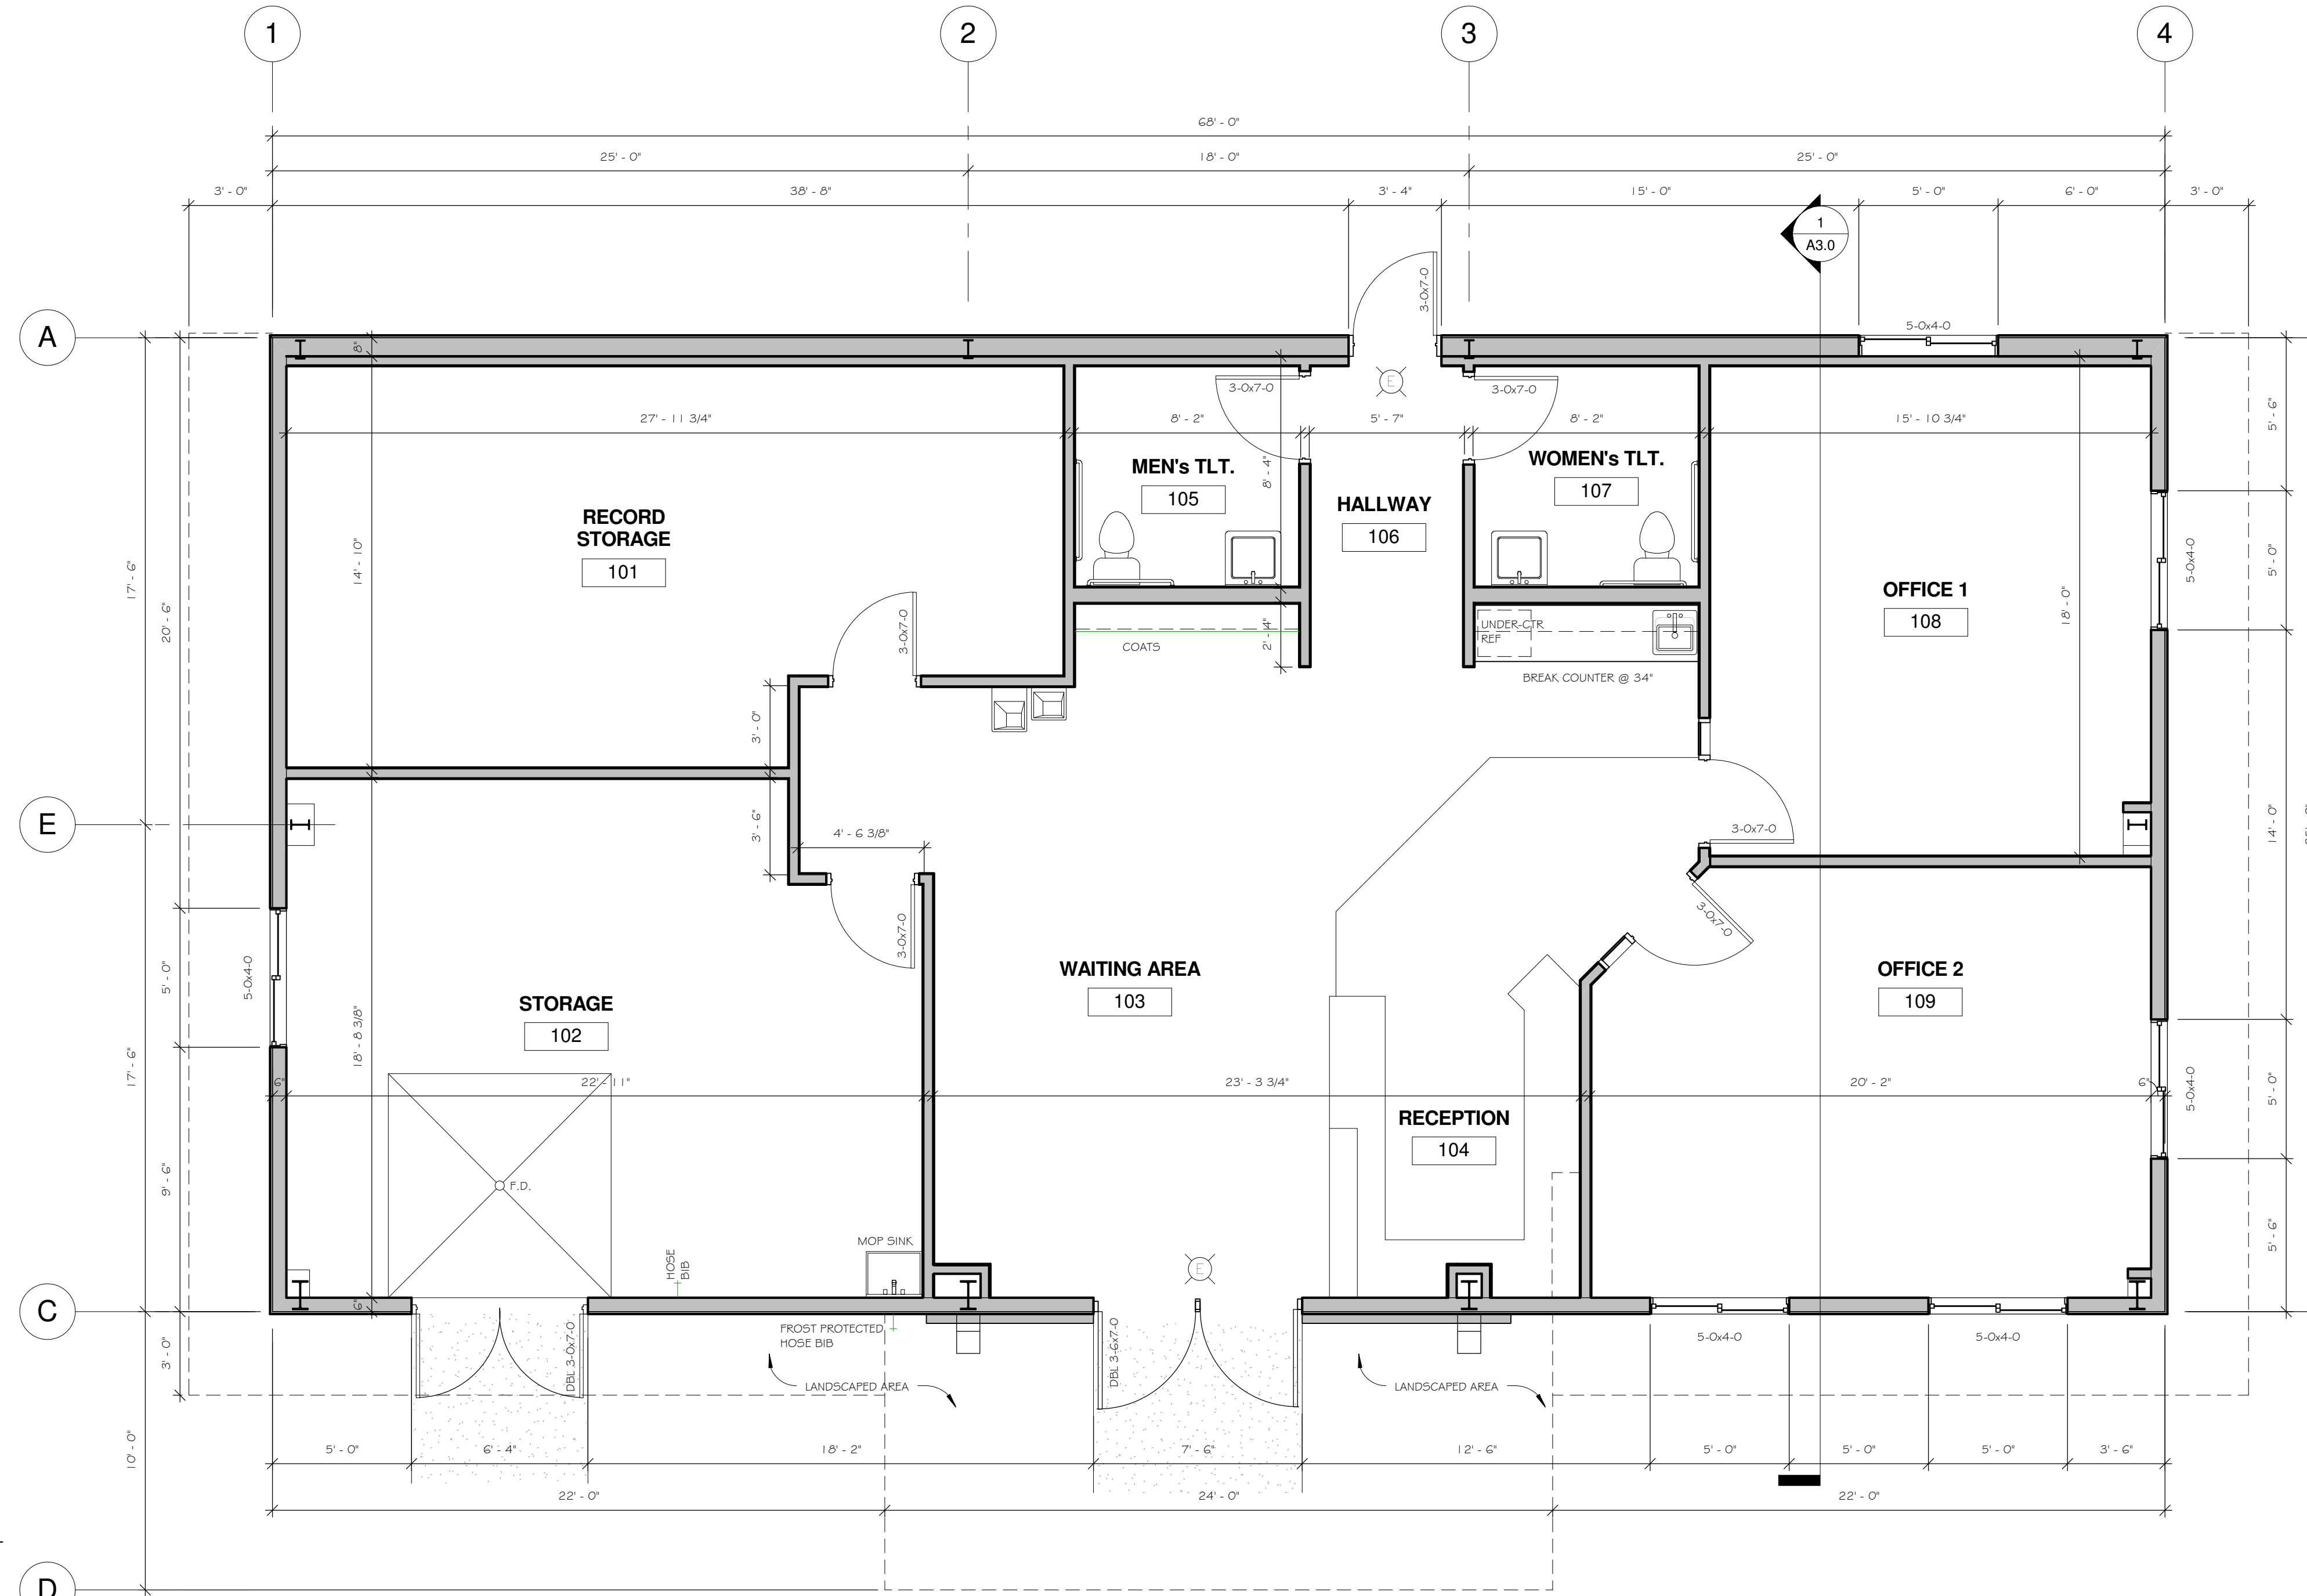 1
2
3
4
68' - 0"
25' - 0"
18' - 0"
25' - 0"
3' - 0"
38' - 8"
3' - 4"
15' - 0"
5' - 0"
6' - 0"
3' - 0"
1
A3.0
3-0x7-0
A
5-0x4-0
8"
3-0x7-0
E
3-0x7-0
27' - 11 3/4"
8' - 2"
5' - 7"
8' - 2"
15' - 10 3/4"
5' - 6"
MEN's TLT.
105
8' - 4"
WOMEN's TLT.
107
HALLWAY
106
RECORD
STORAGE
101
14' - 10"
17' - 6"
20' - 6"
5-0x4-0
5' - 0"
OFFICE 1
108
18' - 0"
3-0x7-0
COATS
2' - 4"
UNDER-CTR
REF
BREAK COUNTER @ 34"
3' - 0"
E
3' - 6"
4' - 6 3/8"
3-0x7-0
14' - 0"
3-0x7-0
3-0x7-0
5' - 0"
5-0x4-0
WAITING AREA
103
OFFICE 2
109
STORAGE
102
18' - 8 3/8"
17' - 6"
6"
22' - 11"
23' - 3 3/4"
20' - 2"
6"
5-0x4-0
5' - 0"
RECEPTION
104
9' - 6"
F.D.
5' - 6"
HOSE
BIB
MOP SINK
E
C
6"
FROST PROTECTED
HOSE BIB
DBL 3-0x7-0
DBL 3-6x7-0
5-0x4-0
5-0x4-0
3' - 0"
LANDSCAPED AREA
LANDSCAPED AREA
10' - 0"
5' - 0"
6' - 4"
18' - 2"
7' - 6"
12' - 6"
5' - 0"
5' - 0"
5' - 0"
3' - 6"
22' - 0"
24' - 0"
22' - 0"
D